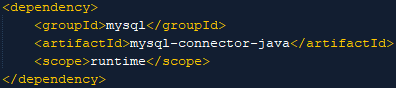 <dependency>
<groupId>mysql</groupId>
<artifactId>mysql-connector-java</artifactId>
<scope>runtime</scope>
</dependency>